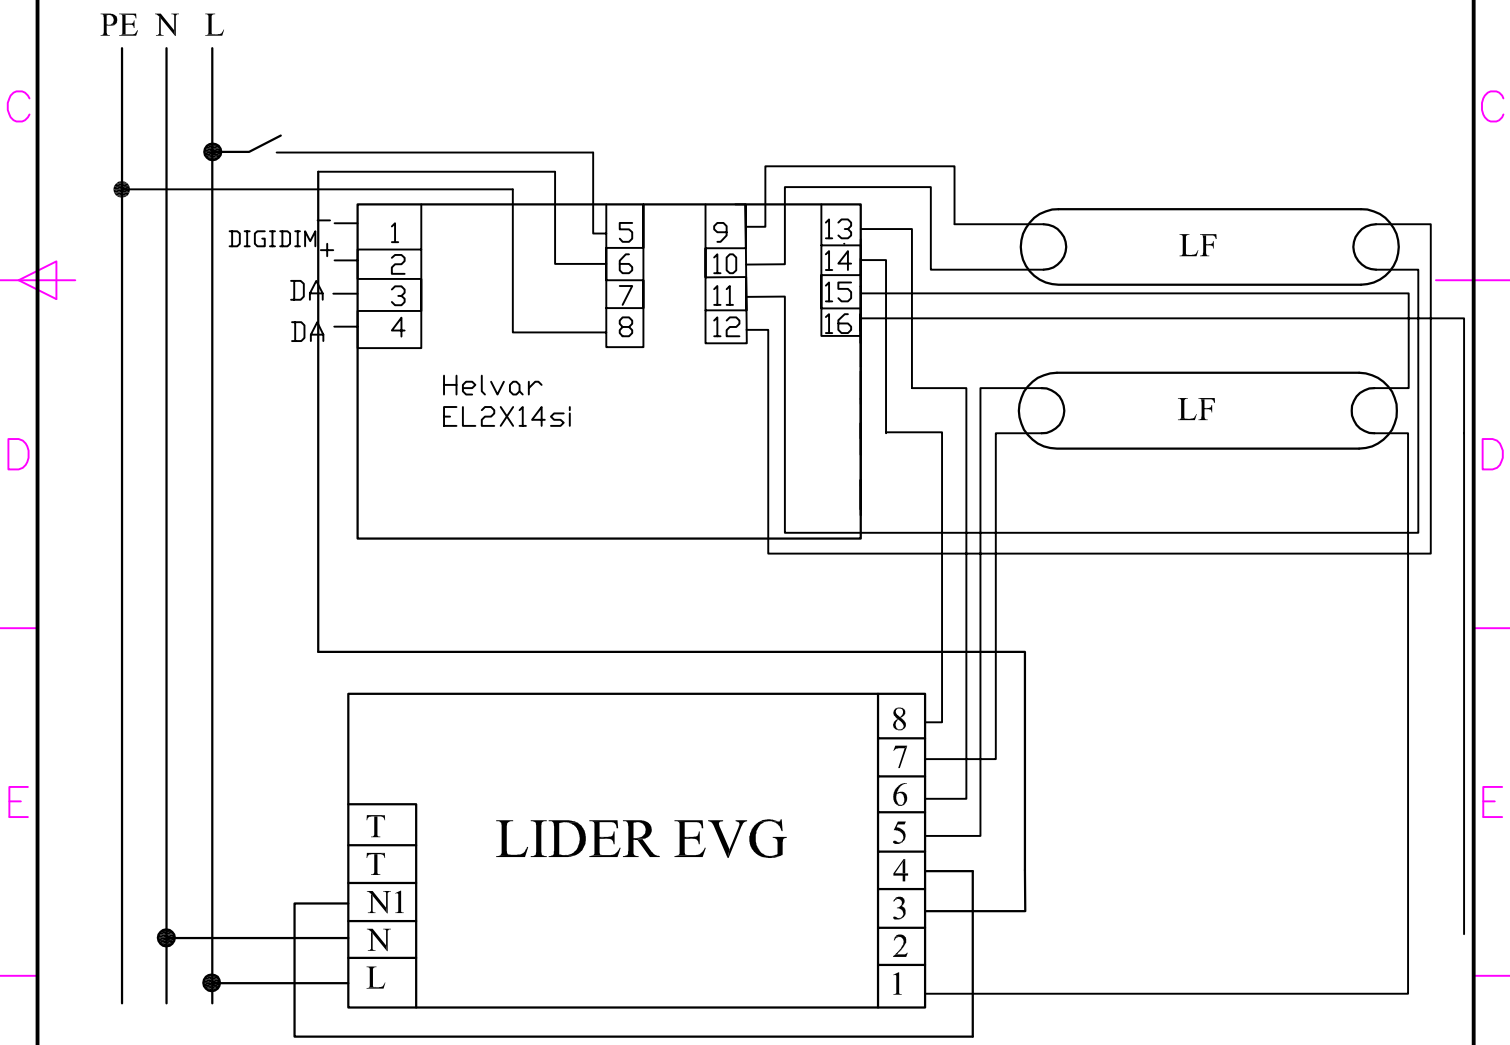 PE N L
C C
DIGIDIM - +
1 5 9 13
2 6 10 14
DA 3 7 11 15
DA 4 8 12 16
LF
Helvar
EL2X14si
LF
D D
8
7
6
5
4
3
2
1
E E
LIDER EVG
T
T
N1
N
L